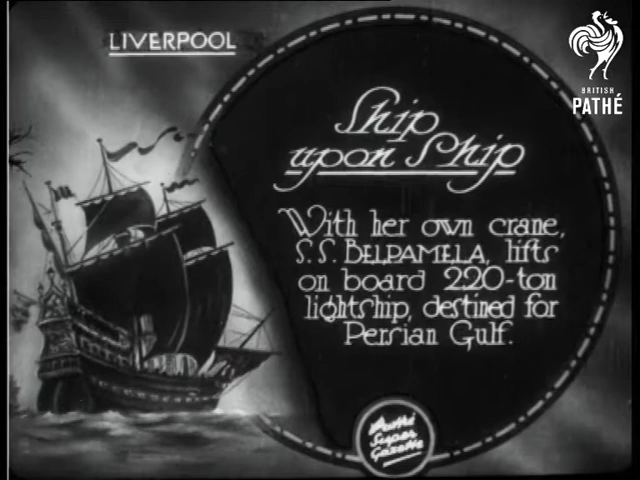 LIVERPOOL
BRITISH
PATHÉ
Ship
upon Ship
With her own crane,
S.S. BELPAMELA, lifts
on board 220-ton
lightship, destined for
Persian Gulf.
Pathé
Super
Gazette